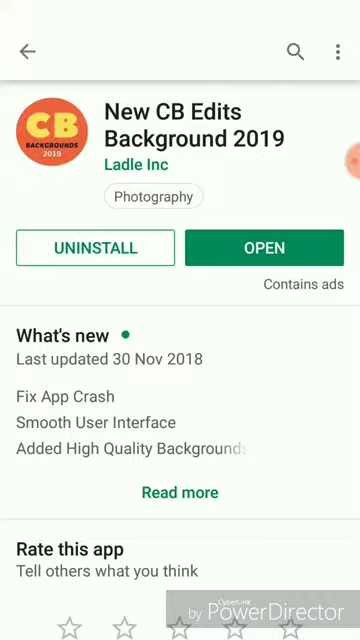 New CB Edits
Background 2019
CB
BACKGROUNDS
2019
Ladle Inc
Photography
UNINSTALL
OPEN
Contains ads
What's new
Last updated 30 Nov 2018
Fix App Crash
Smooth User Interface
Added High Quality Backgrounds
Read more
Rate this app
Tell others what you think
CyberLink
by PowerDirector